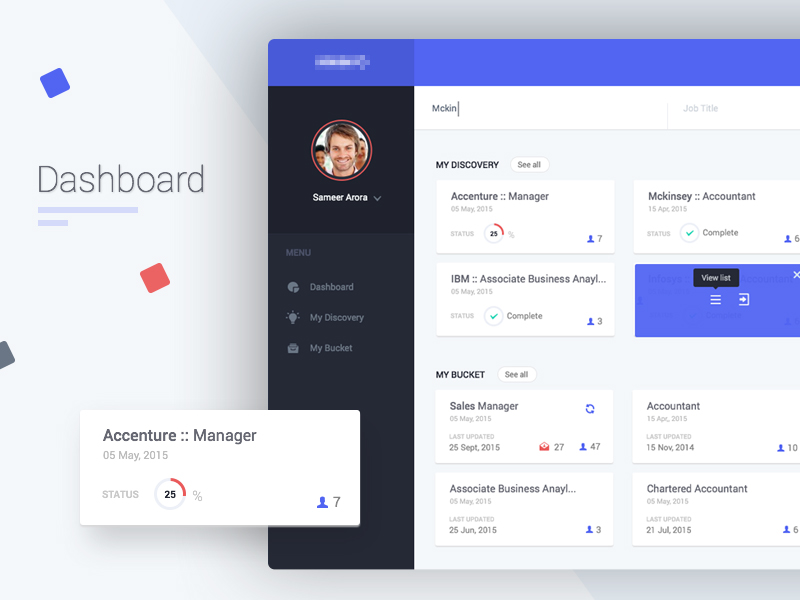 Dashboard
Mckin
Job Title
Sameer Arora
MENU
Dashboard
My Discovery
My Bucket
MY DISCOVERY
See all
Accenture :: Manager
05 May, 2015
STATUS 25 %
7
Mckinsey :: Accountant
15 Apr, 2015
STATUS Complete
6
IBM :: Associate Business Anayl...
05 May, 2015
STATUS Complete
3
View list
MY BUCKET
See all
Sales Manager
05 May, 2015
LAST UPDATED
25 Sept, 2015
27
47
Accountant
15 Apr, 2015
LAST UPDATED
15 Nov, 2014
10
Associate Business Anayl...
05 May, 2015
LAST UPDATED
25 Jun, 2015
3
Chartered Accountant
05 May, 2015
LAST UPDATED
21 Jul, 2015
6
Accenture :: Manager
05 May, 2015
STATUS 25 %
7